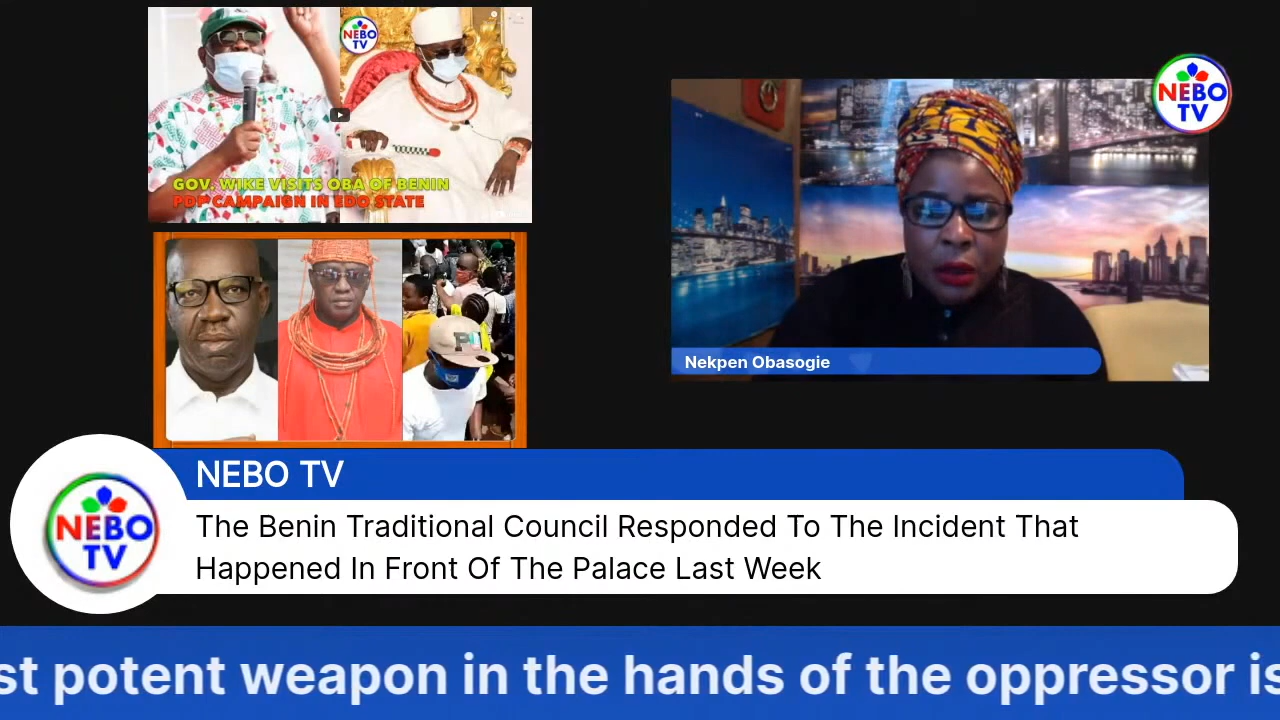 NEBO
TV
GOV. WIKE VISITS OBA OF BENIN
PDP CAMPAIGN IN EDO STATE
NEBO
TV
P
Nekpen Obasogie
NEBO TV
NEBO
TV
The Benin Traditional Council Responded To The Incident That
Happened In Front Of The Palace Last Week
st potent weapon in the hands of the oppressor is